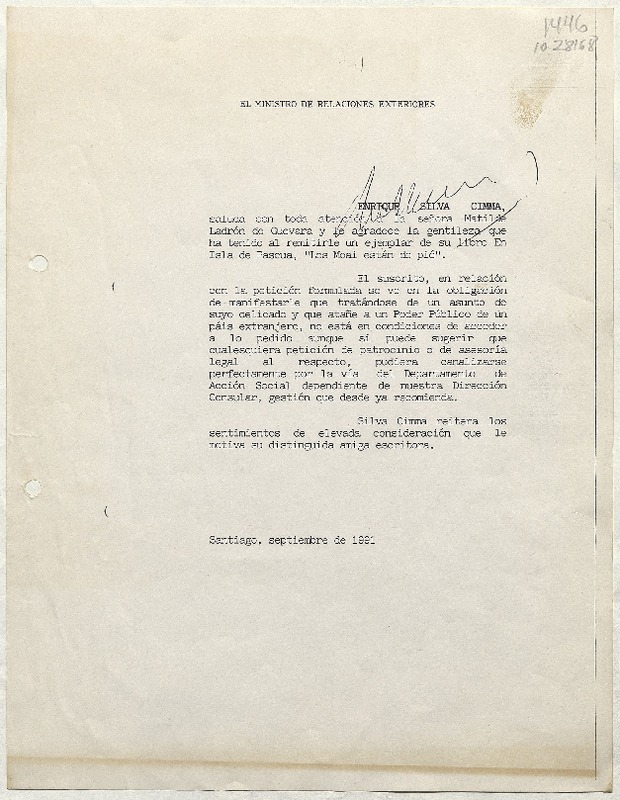 1446
10-28168
EL MINISTRO DE RELACIONES EXTERIORES
ENRIQUE SILVA CIMMA,
saluda con toda atención a la señora Matilde
Ladrón de Guevara y le agradece la gentileza que
ha tenido al remitirle un ejemplar de su libro En
Isla de Pascua, "Los Moai están de pié".
El suscrito, en relación
con la petición formulada se ve en la obligación
de manifestarle que tratándose de un asunto de
suyo delicado y que atañe a un Poder Público de un
páis extranjero, no está en condiciones de acceder
a lo pedido aunque si puede sugerir que
cualesquiera petición de patrocinio o de asesoría
legal al respecto, pudiera canalizarse
perfectamente por la vía del Departamento de
Acción Social dependiente de nuestra Dirección
Consular, gestión que desde ya recomienda.
Silva Cimma reitera los
sentimientos de elevada consideración que le
motiva su distinguida amiga escritora.
Santiago, septiembre de 1991